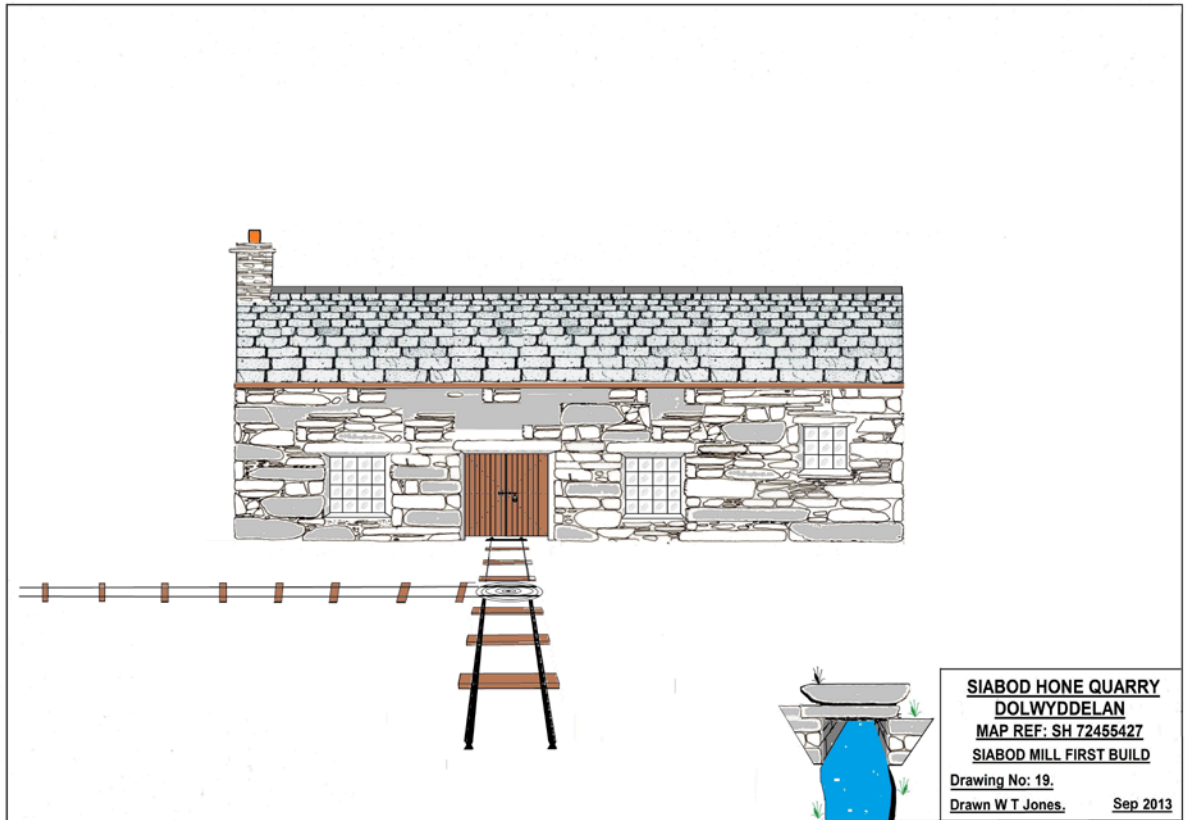 SIABOD HONE QUARRY
DOLWYDDELAN
MAP REF: SH 72455427
SIABOD MILL FIRST BUILD
Drawing No: 19.
Drawn W T Jones. Sep 2013